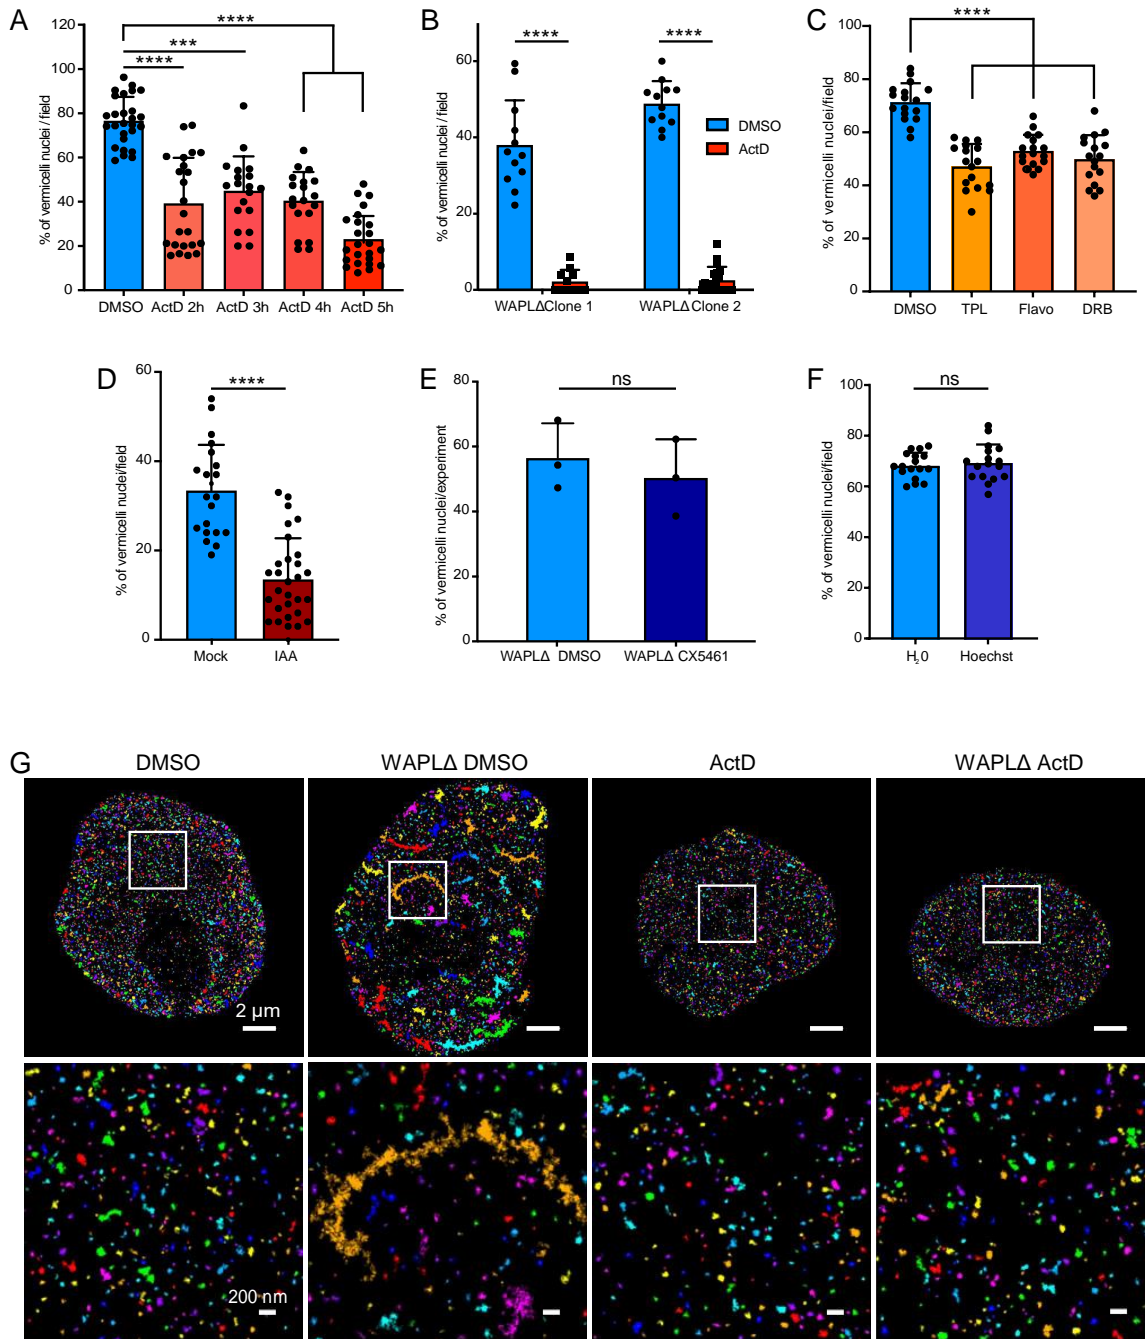 A
% of vermicelli nuclei / field
120
100
80
60
40
20
0
****
***
****
DMSO ActD 2h ActD 3h ActD 4h ActD 5h
B
% of vermicelli nuclei / field
60
40
20
0
**** ****
DMSO
ActD
WAPLΔClone 1 WAPLΔClone 2
C
% of vermicelli nuclei/field
100
80
60
40
20
0
****
DMSO TPL Flavo DRB
D
% of vermicelli nuclei/field
60
40
20
0
****
Mock IAA
E
% of vermicelli nuclei/experiment
80
60
40
20
0
ns
WAPLΔ DMSO WAPLΔ CX5461
F
% of vermicelli nuclei/field
100
80
60
40
20
0
ns
H₂0 Hoechst
G
DMSO WAPLΔ DMSO ActD WAPLΔ ActD
2 µm
200 nm